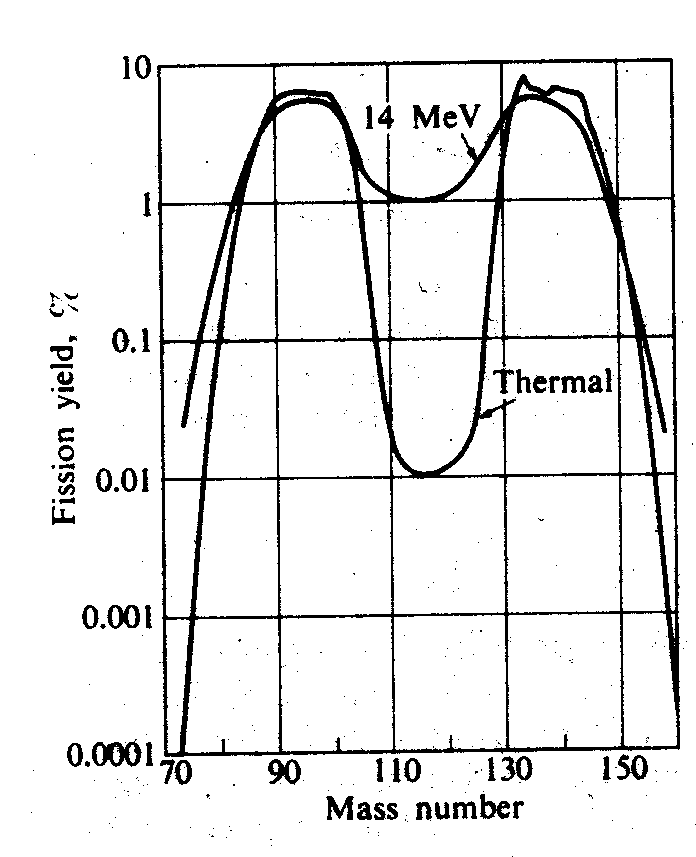 10
14 MeV
1
Fission yield, %
0.1
Thermal
0.01
0.001
0.0001
70 90 110 130 150
Mass number